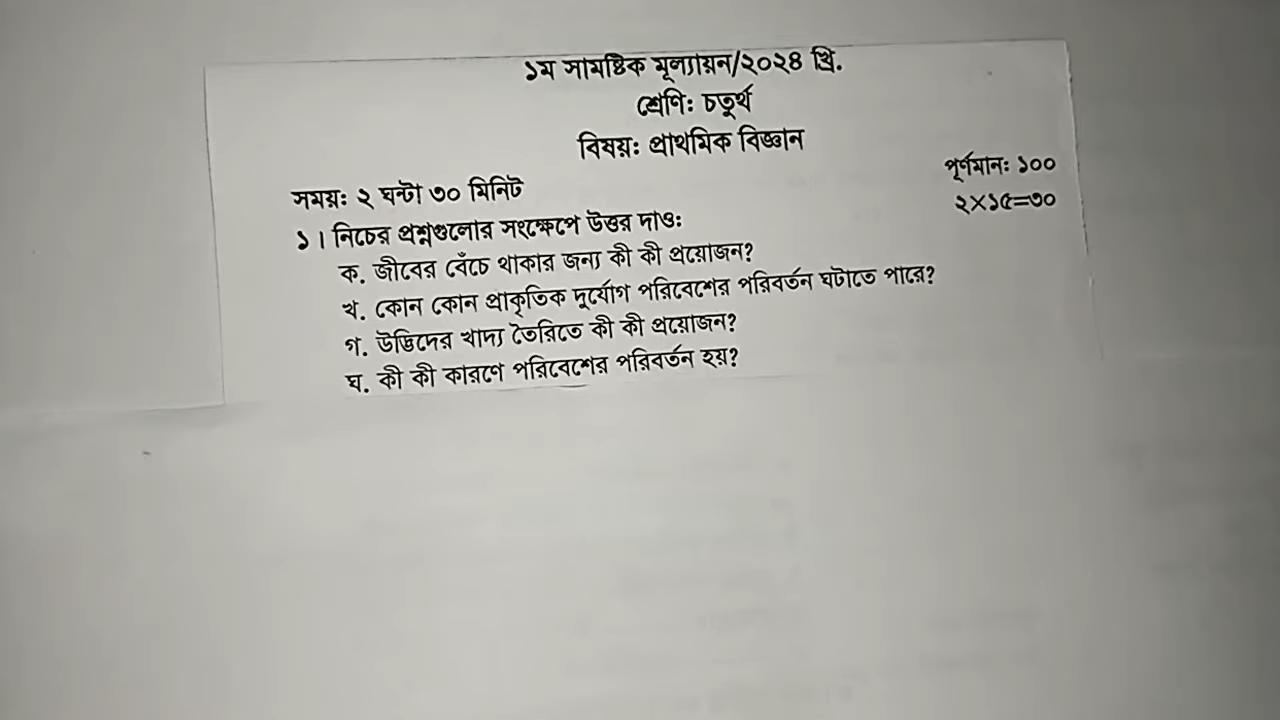 ১ম সামষ্টিক মূল্যায়ন/২০২৪ খ্রি.
শ্রেণি: চতুর্থ
বিষয়: প্রাথমিক বিজ্ঞান
সময়: ২ ঘন্টা ৩০ মিনিট
পূর্ণমান: ১০০
১। নিচের প্রশ্নগুলোর সংক্ষেপে উত্তর দাও:
২×১৫=৩০
ক. জীবের বেঁচে থাকার জন্য কী কী প্রয়োজন?
খ. কোন কোন প্রাকৃতিক দুর্যোগ পরিবেশের পরিবর্তন ঘটাতে পারে?
গ. উদ্ভিদের খাদ্য তৈরিতে কী কী প্রয়োজন?
ঘ. কী কী কারণে পরিবেশের পরিবর্তন হয়?